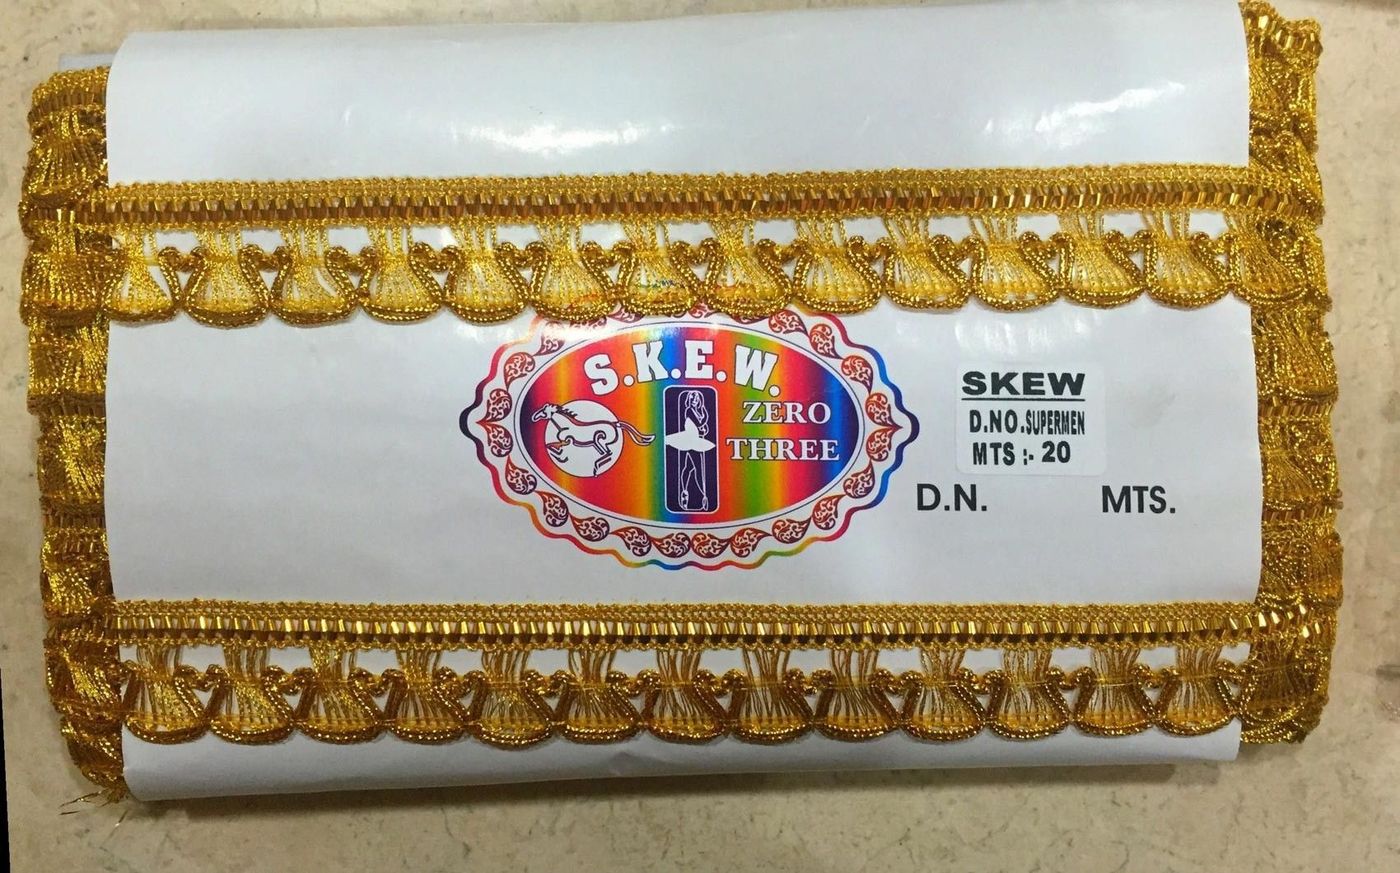 S.K.E.W.
ZERO
THREE
SKEW
D.NO.SUPERMEN
MTS :- 20
D.N. MTS.